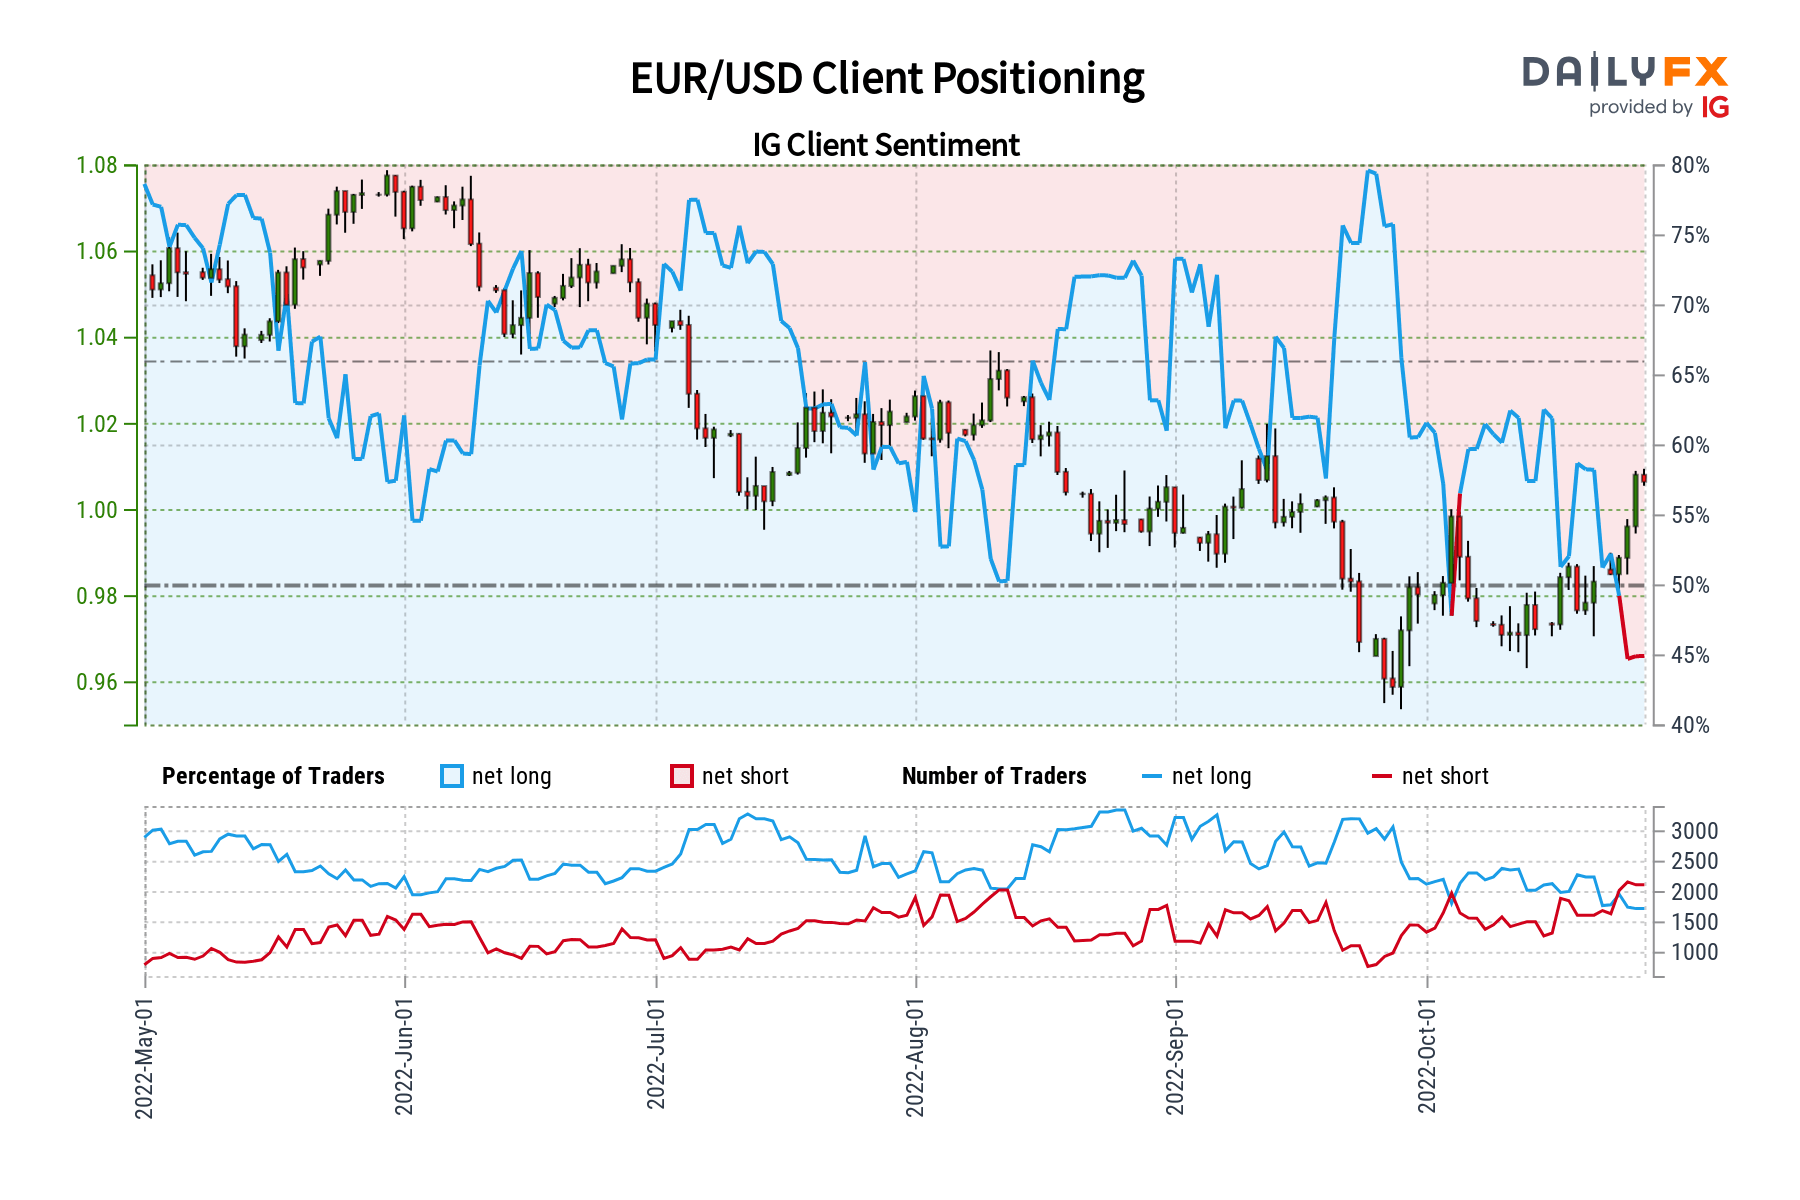 EUR/USD Client Positioning
DAILYFX
provided by IG
IG Client Sentiment
1.08
1.06
1.04
1.02
1.00
0.98
0.96
80%
75%
70%
65%
60%
55%
50%
45%
40%
Percentage of Traders net long net short Number of Traders net long net short
3000
2500
2000
1500
1000
2022-May-01
2022-Jun-01
2022-Jul-01
2022-Aug-01
2022-Sep-01
2022-Oct-01